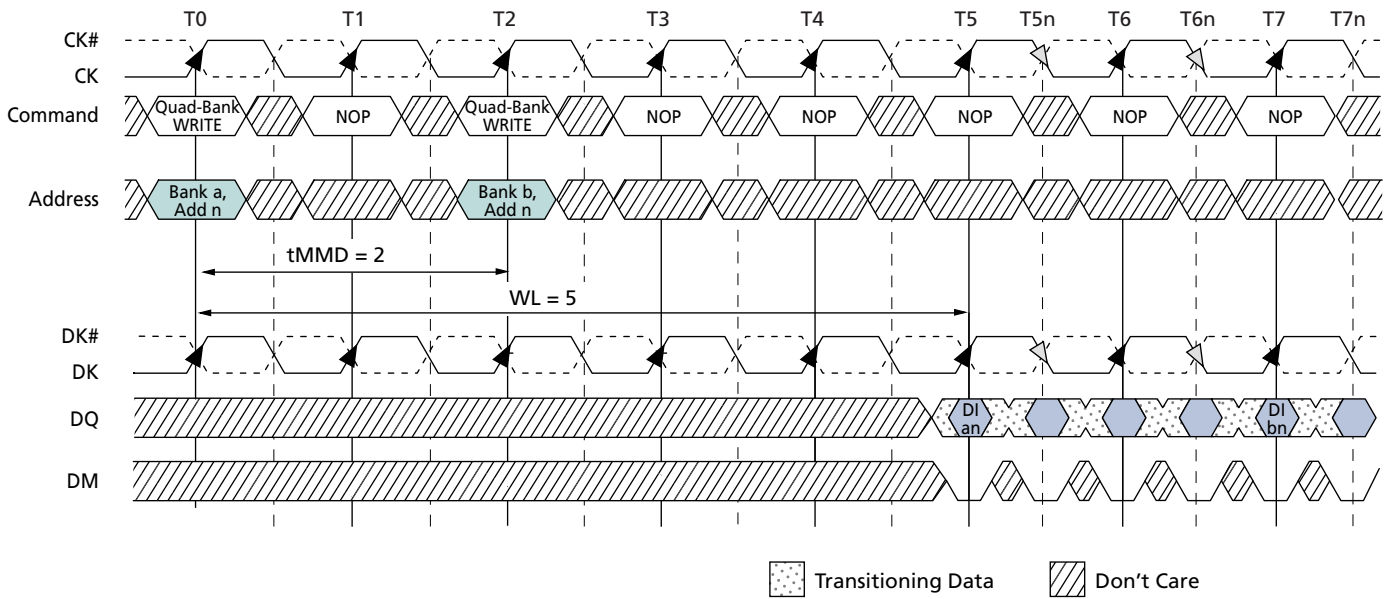 T0 T1 T2 T3 T4 T5 T5n T6 T6n T7 T7n
CK#
CK
Command
Quad-Bank
WRITE
NOP
Quad-Bank
WRITE
NOP
NOP
NOP
NOP
NOP
Address
Bank a,
Add n
Bank b,
Add n
tMMD = 2
WL = 5
DK#
DK
DQ
DI
an
DI
bn
DM
Transitioning Data
Don't Care